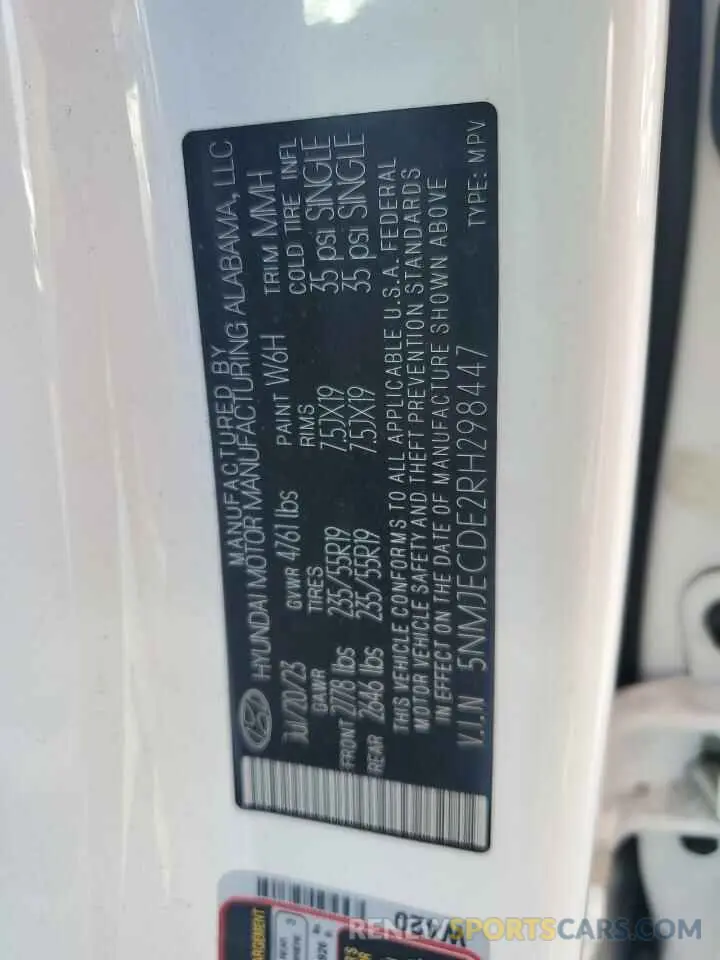 MANUFACTURED BY
HYUNDAI MOTOR MANUFACTURING ALABAMA, LLC
JUl/20/23 GVWR 4761 lbs PAINT W6H TRIM MMH
GAWR TIRES RIMS COLD TIRE INFL
FRONT 2778 lbs 235/55R19 7.5JX19 35 psi SINGLE
REAR 2646 lbs 235/55R19 7.5JX19 35 psi SINGLE
THIS VEHICLE CONFORMS TO ALL APPLICABLE U.S.A. FEDERAL
MOTOR VEHICLE SAFETY AND THEFT PREVENTION STANDARDS
IN EFFECT ON THE DATE OF MANUFACTURE SHOWN ABOVE
V.I.N 5NMJECDE2RH298447 TYPE: MPV
W420
RENEWSPORTSCARS.COM